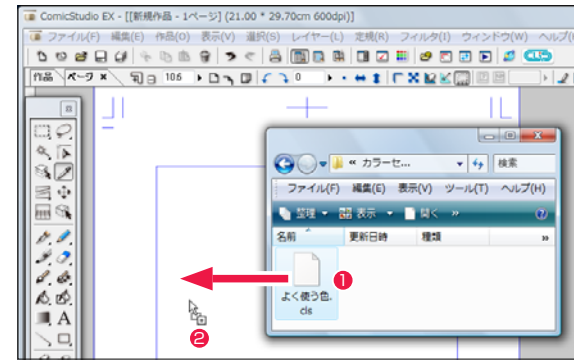 ComicStudio EX - [[新規作品 - 1ページ] (21.00 * 29.70cm 600dpi)]
ファイル(F) 編集(E) 作品(O) 表示(V) 選択(S) レイヤー(L) 定規(R) フィルタ(I) ウィンドウ(W) ヘルプ(H)
作品 ページ × 106 0
« カラーセ... 検索
ファイル(F) 編集(E) 表示(V) ツール(T) ヘルプ(H)
整理 表示 開く »
名前 更新日時 種類 »
よく使う色.
cls
1
2
A